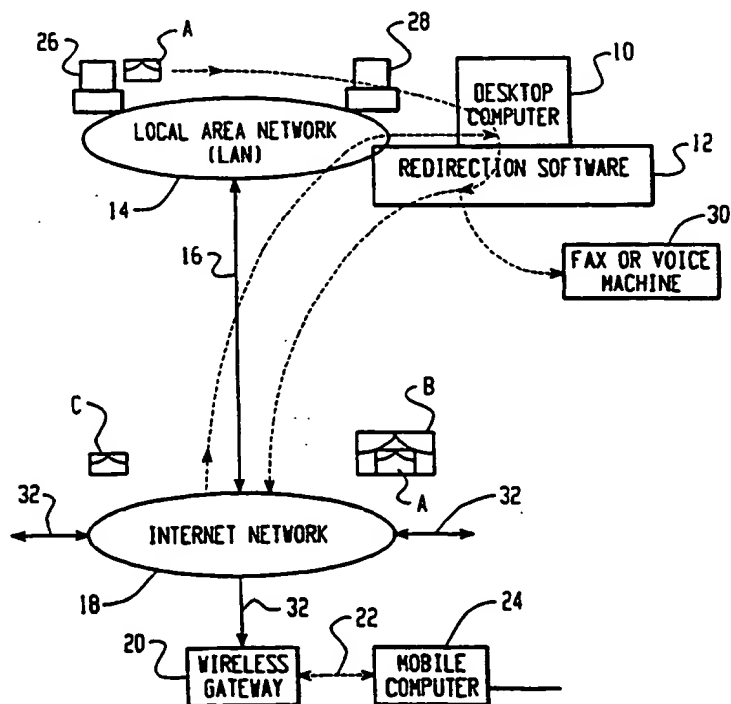 26
A
28
10
DESKTOP
COMPUTER
LOCAL AREA NETWORK
(LAN)
12
REDIRECTION SOFTWARE
14
16
30
FAX OR VOICE
MACHINE
C
B
A
32
32
INTERNET NETWORK
18
32
22
24
20
WIRELESS
GATEWAY
MOBILE
COMPUTER